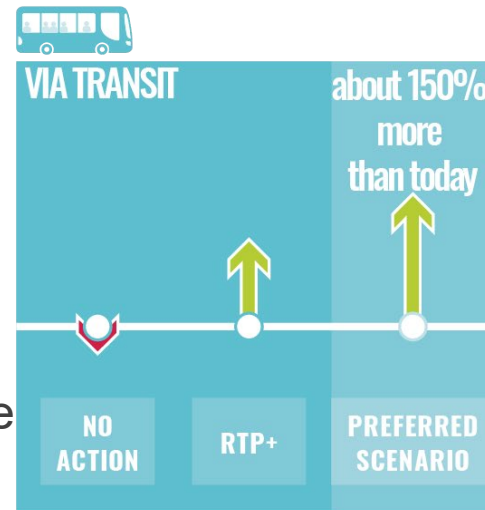 VIA TRANSIT
about 150%
more
than today
e
NO
ACTION
RTP+
PREFERRED
SCENARIO